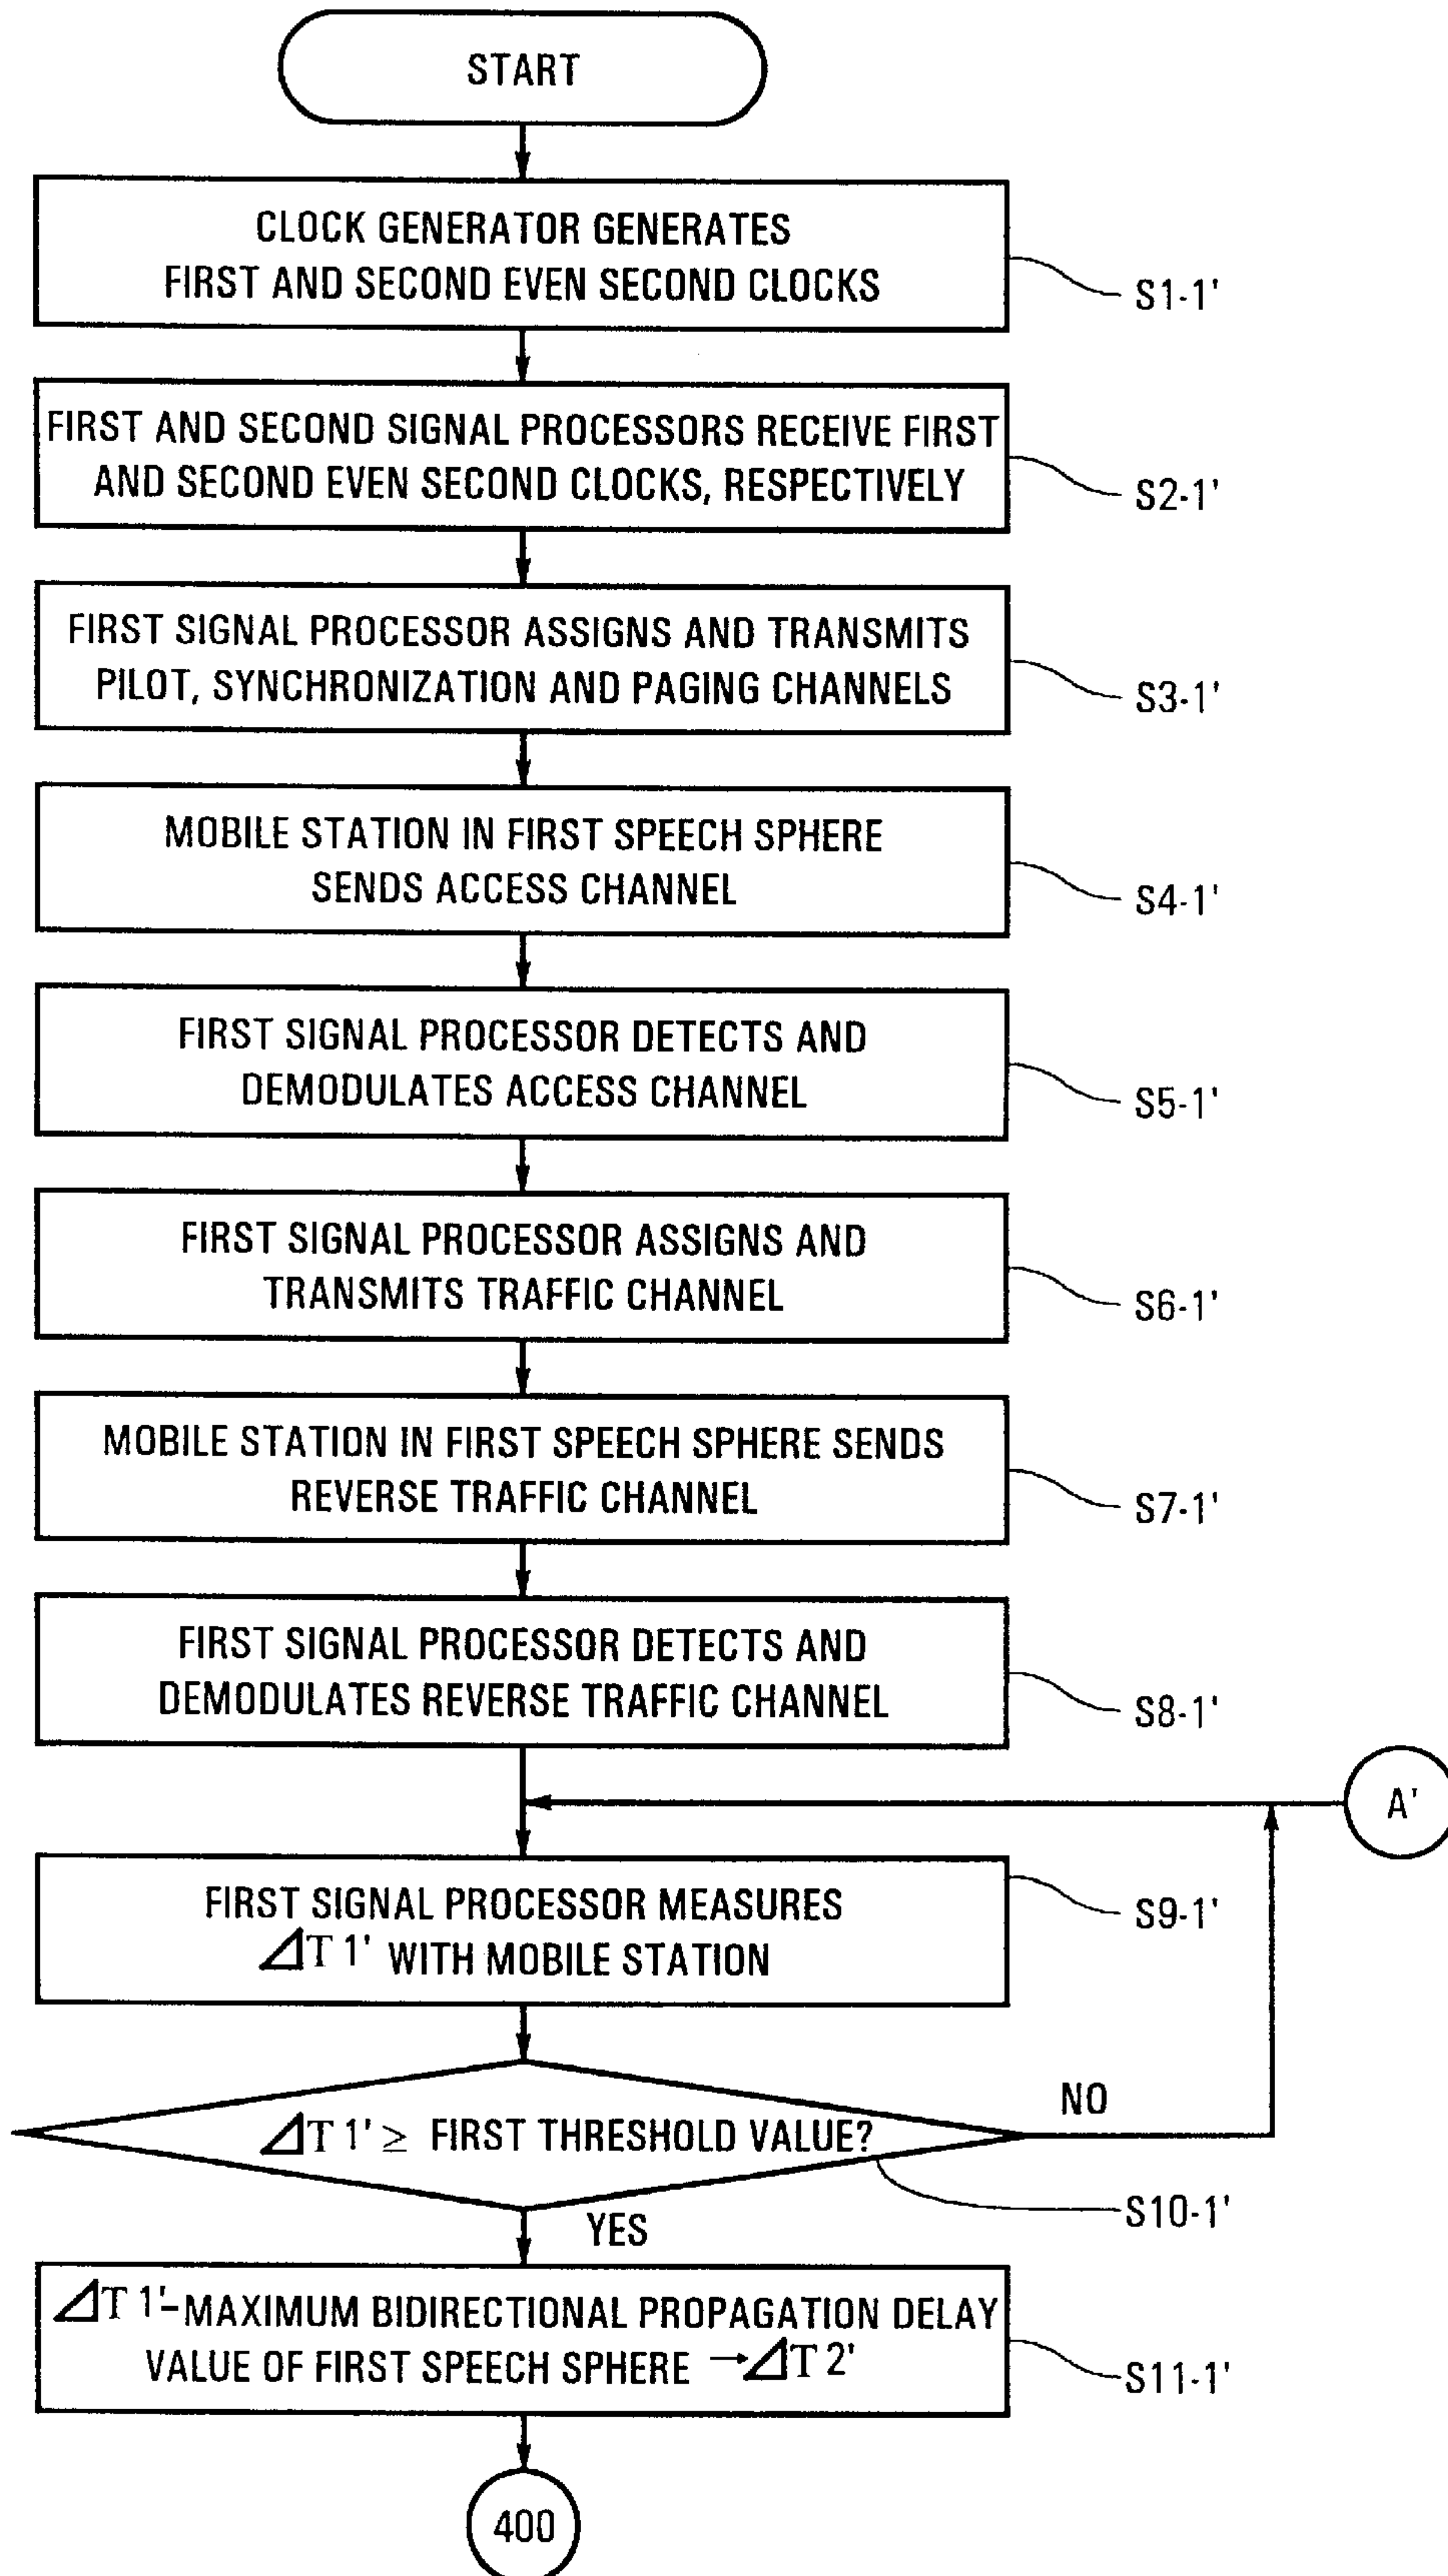 START
CLOCK GENERATOR GENERATES
FIRST AND SECOND EVEN SECOND CLOCKS
S1-1'
FIRST AND SECOND SIGNAL PROCESSORS RECEIVE FIRST
AND SECOND EVEN SECOND CLOCKS, RESPECTIVELY
S2-1'
FIRST SIGNAL PROCESSOR ASSIGNS AND TRANSMITS
PILOT, SYNCHRONIZATION AND PAGING CHANNELS
S3-1'
MOBILE STATION IN FIRST SPEECH SPHERE
SENDS ACCESS CHANNEL
S4-1'
FIRST SIGNAL PROCESSOR DETECTS AND
DEMODULATES ACCESS CHANNEL
S5-1'
FIRST SIGNAL PROCESSOR ASSIGNS AND
TRANSMITS TRAFFIC CHANNEL
S6-1'
MOBILE STATION IN FIRST SPEECH SPHERE SENDS
REVERSE TRAFFIC CHANNEL
S7-1'
FIRST SIGNAL PROCESSOR DETECTS AND
DEMODULATES REVERSE TRAFFIC CHANNEL
S8-1'
A'
FIRST SIGNAL PROCESSOR MEASURES
⊿T 1' WITH MOBILE STATION
S9-1'
NO
⊿T 1' ≥ FIRST THRESHOLD VALUE?
S10-1'
YES
⊿T 1'-MAXIMUM BIDIRECTIONAL PROPAGATION DELAY
VALUE OF FIRST SPEECH SPHERE →⊿T 2'
S11-1'
400